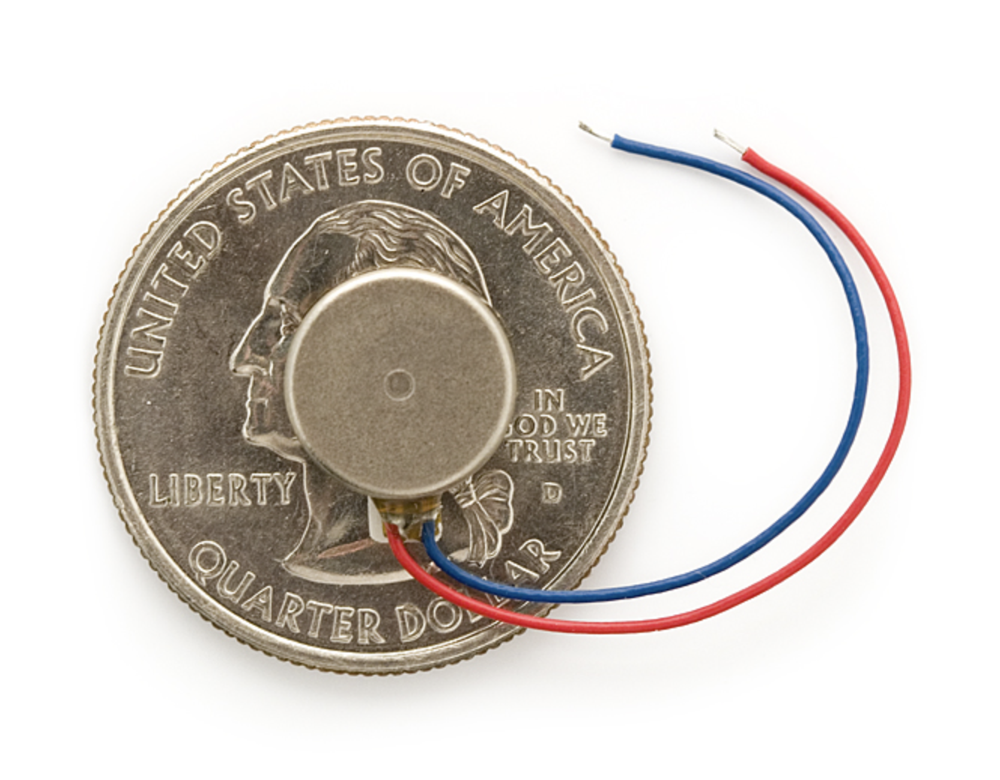 UNITED STATES OF AMERICA
IN
GOD WE
TRUST
LIBERTY
D
QUARTER DOLLAR